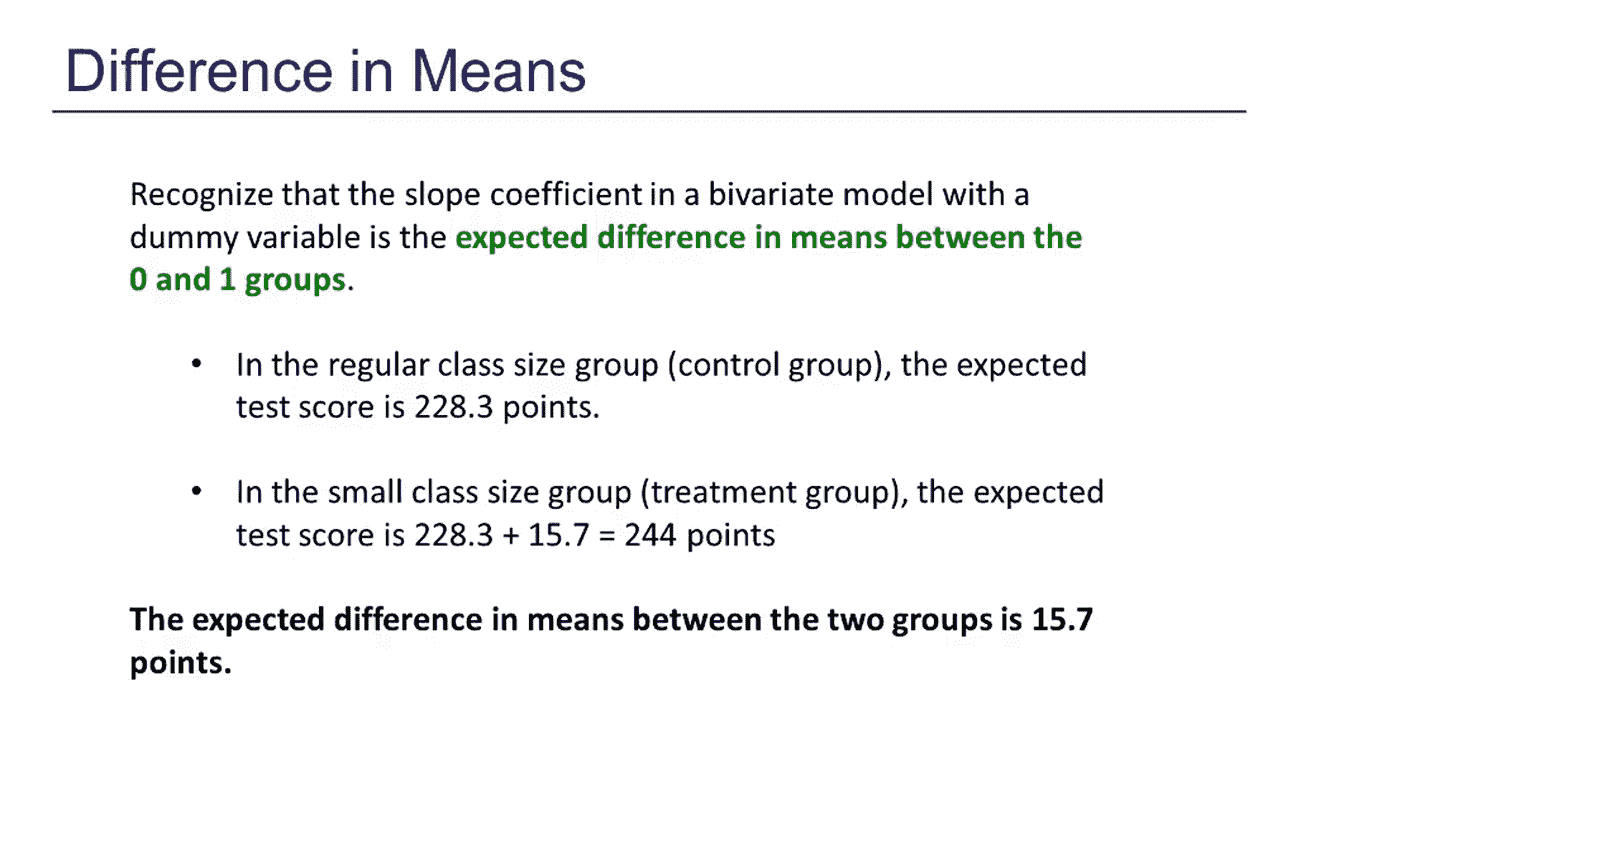 Difference in Means
Recognize that the slope coefficient in a bivariate model with a
dummy variable is the expected difference in means between the
0 and 1 groups.
• In the regular class size group (control group), the expected
test score is 228.3 points.
• In the small class size group (treatment group), the expected
test score is 228.3 + 15.7 = 244 points
The expected difference in means between the two groups is 15.7
points.